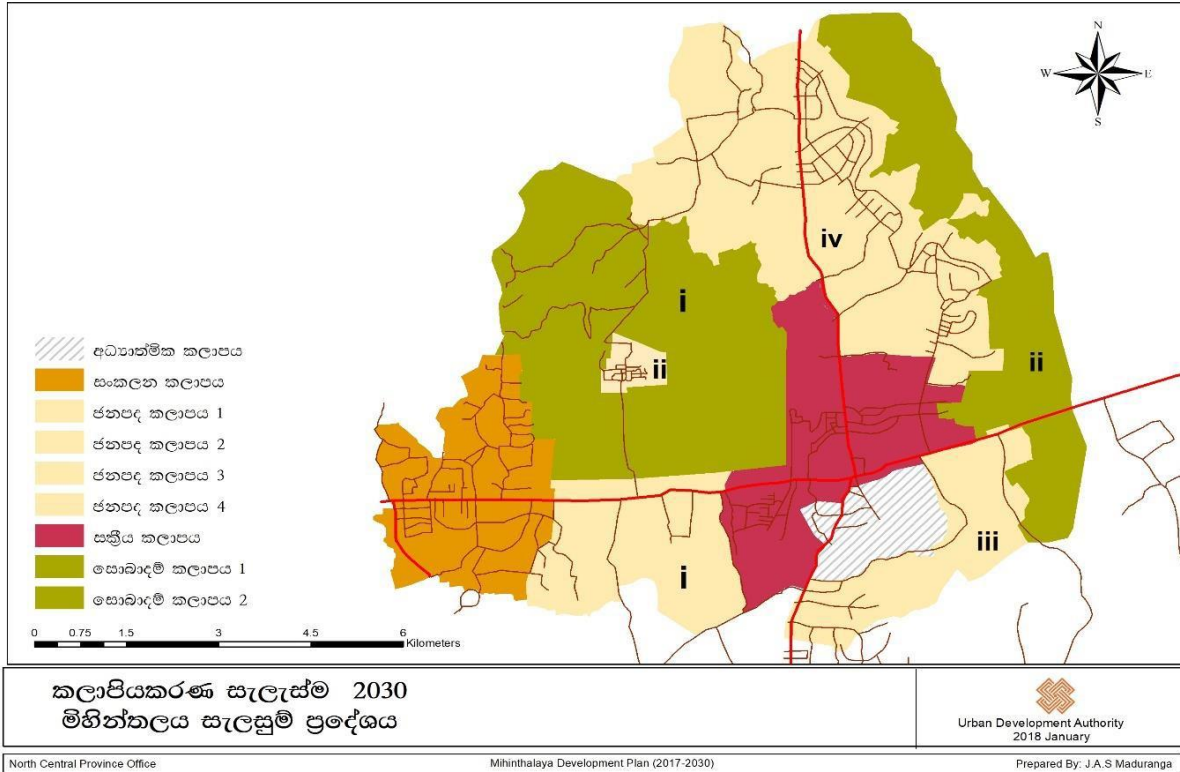 N
W
E
S
iv
i
ii
ii
iii
i
අධ්‍යාත්මික කලාපය
සංකලන කලාපය
ජනපද කලාපය 1
ජනපද කලාපය 2
ජනපද කලාපය 3
ජනපද කලාපය 4
සක්‍රීය කලාපය
සොබාදම් කලාපය 1
සොබාදම් කලාපය 2
0 0.75 1.5 3 4.5 6
Kilometers
කලාපියකරණ සැලැස්ම 2030
මිහින්තලය සැලසුම් ප්‍රදේශය
Urban Development Authority
2018 January
North Central Province Office
Mihinthalaya Development Plan (2017-2030)
Prepared By: J.A.S Maduranga